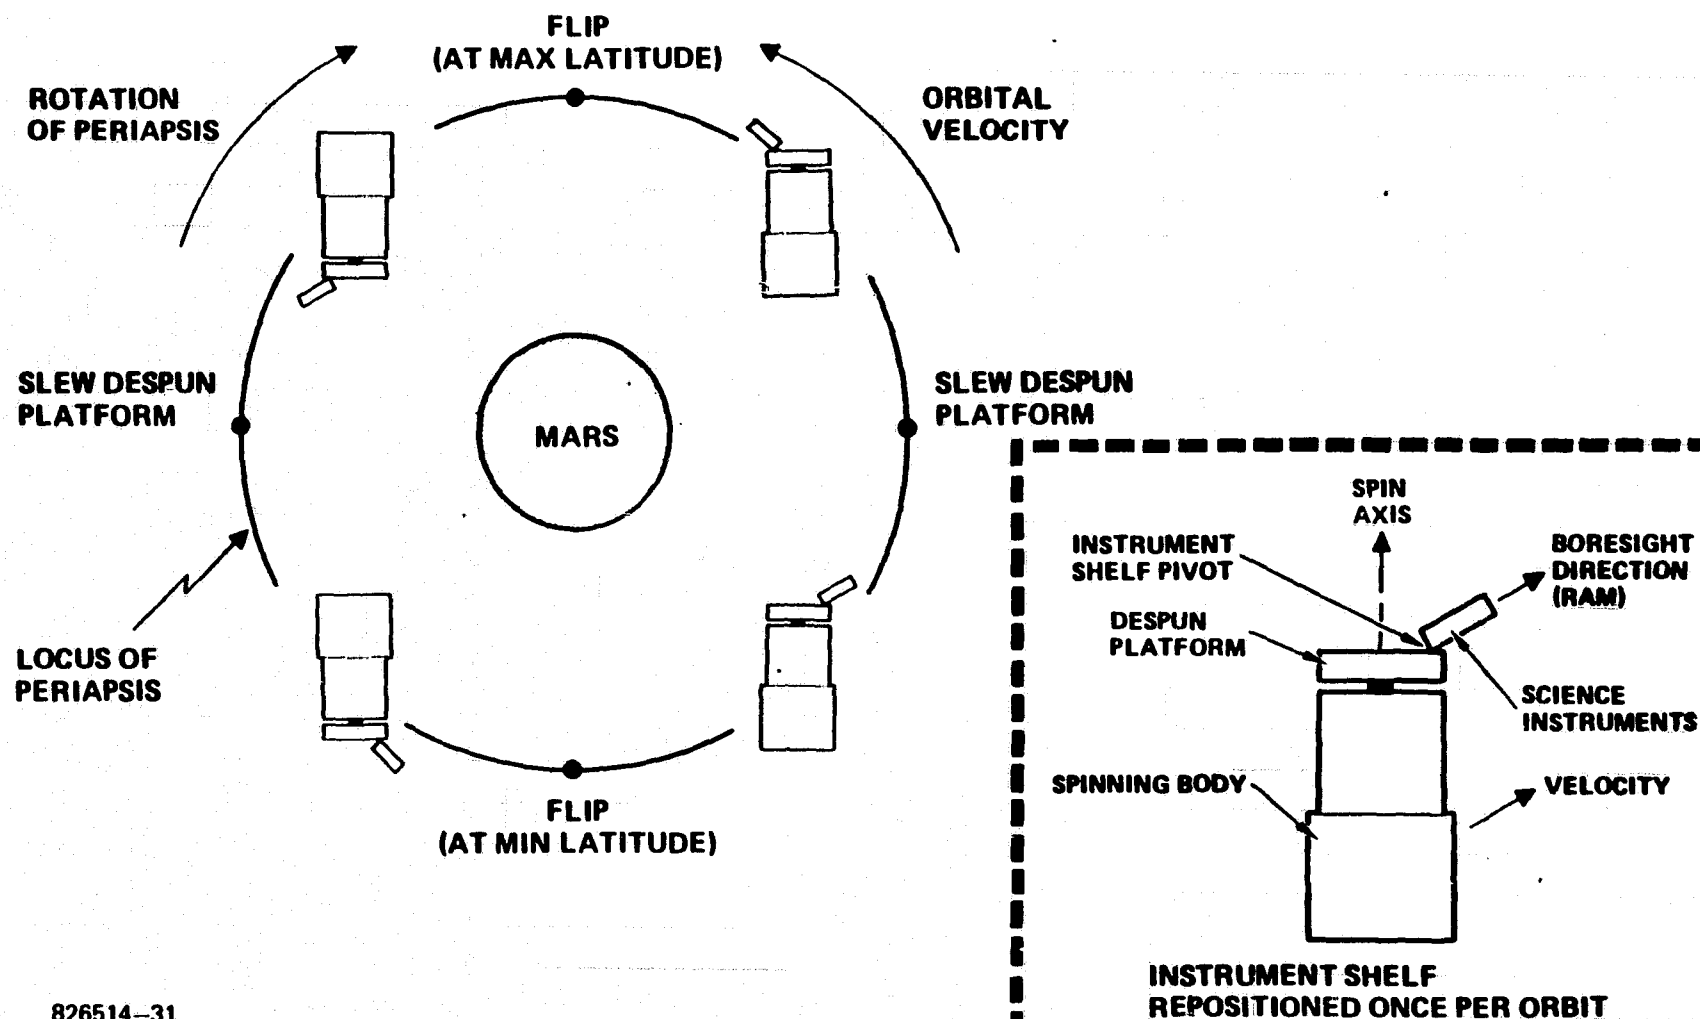 FLIP
(AT MAX LATITUDE)
ROTATION
OF PERIAPSIS
ORBITAL
VELOCITY
SLEW DESPUN
PLATFORM
MARS
SLEW DESPUN
PLATFORM
LOCUS OF
PERIAPSIS
FLIP
(AT MIN LATITUDE)
SPIN
AXIS
INSTRUMENT
SHELF PIVOT
BORESIGHT
DIRECTION
(RAM)
DESPUN
PLATFORM
SCIENCE
INSTRUMENTS
SPINNING BODY
VELOCITY
INSTRUMENT SHELF
REPOSITIONED ONCE PER ORBIT
826514-31